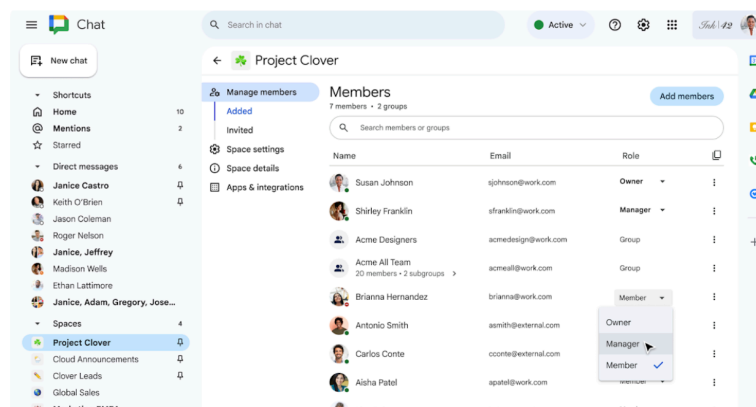 Chat
Search in chat
Active
Ink 42
New chat
Shortcuts
Home 10
Mentions 2
Starred
Direct messages 6
Janice Castro
Keith O'Brien
Jason Coleman
Roger Nelson
Janice, Jeffrey
Madison Wells
Ethan Lattimore
Janice, Adam, Gregory, Jose...
Spaces 4
Project Clover
Cloud Announcements
Clover Leads
Global Sales
Project Clover
Manage members
Added
Invited
Space settings
Space details
Apps & integrations
Members
7 members • 2 groups
Add members
Search members or groups
Name Email Role
Susan Johnson sjohnson@work.com Owner
Shirley Franklin sfranklin@work.com Manager
Acme Designers acmedesign@work.com Group
Acme All Team acmeall@work.com Group
20 members • 2 subgroups
Brianna Hernandez brianna@work.com Member
Antonio Smith asmith@external.com
Carlos Conte cconte@external.com
Aisha Patel apatel@work.com Member
Owner
Manager
Member